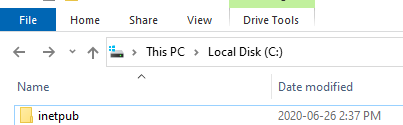 File Home Share View Drive Tools
This PC > Local Disk (C:)
Name Date modified
inetpub 2020-06-26 2:37 PM